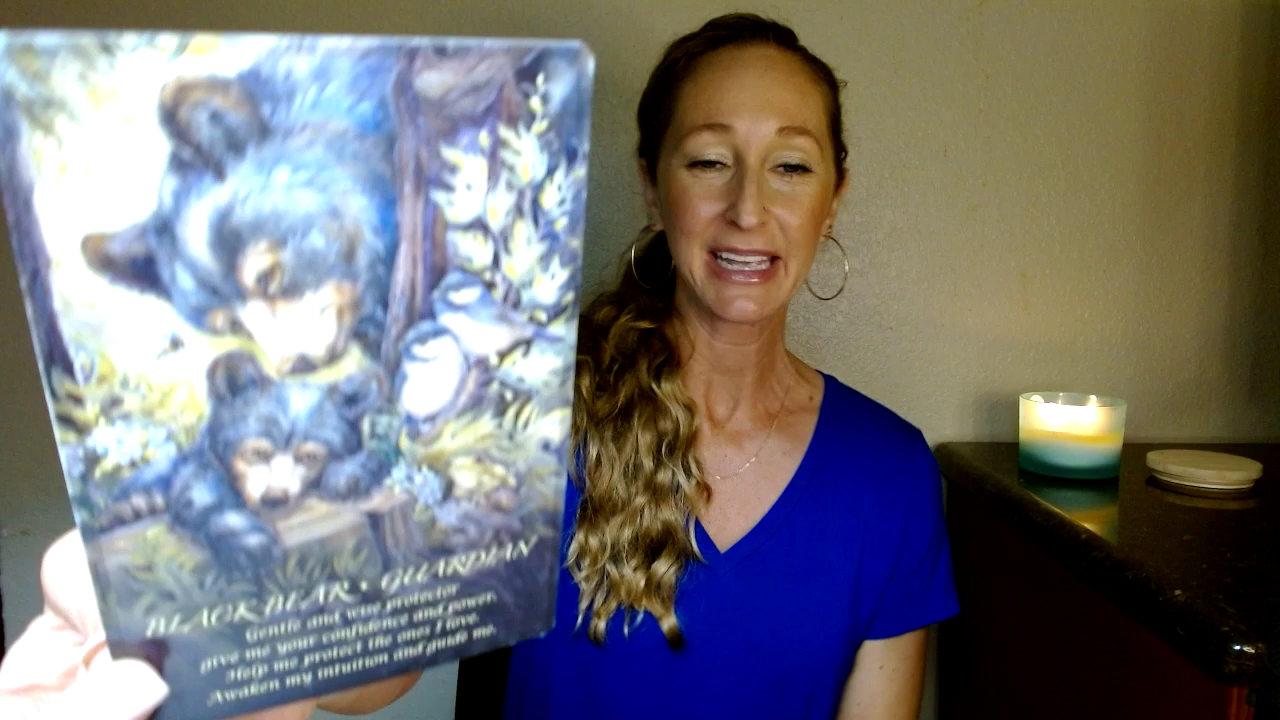 BLACK BEAR • GUARDIAN
Gentle and wise protector
give me your confidence and power.
Help me protect the ones I love.
Awaken my intuition and guide me.